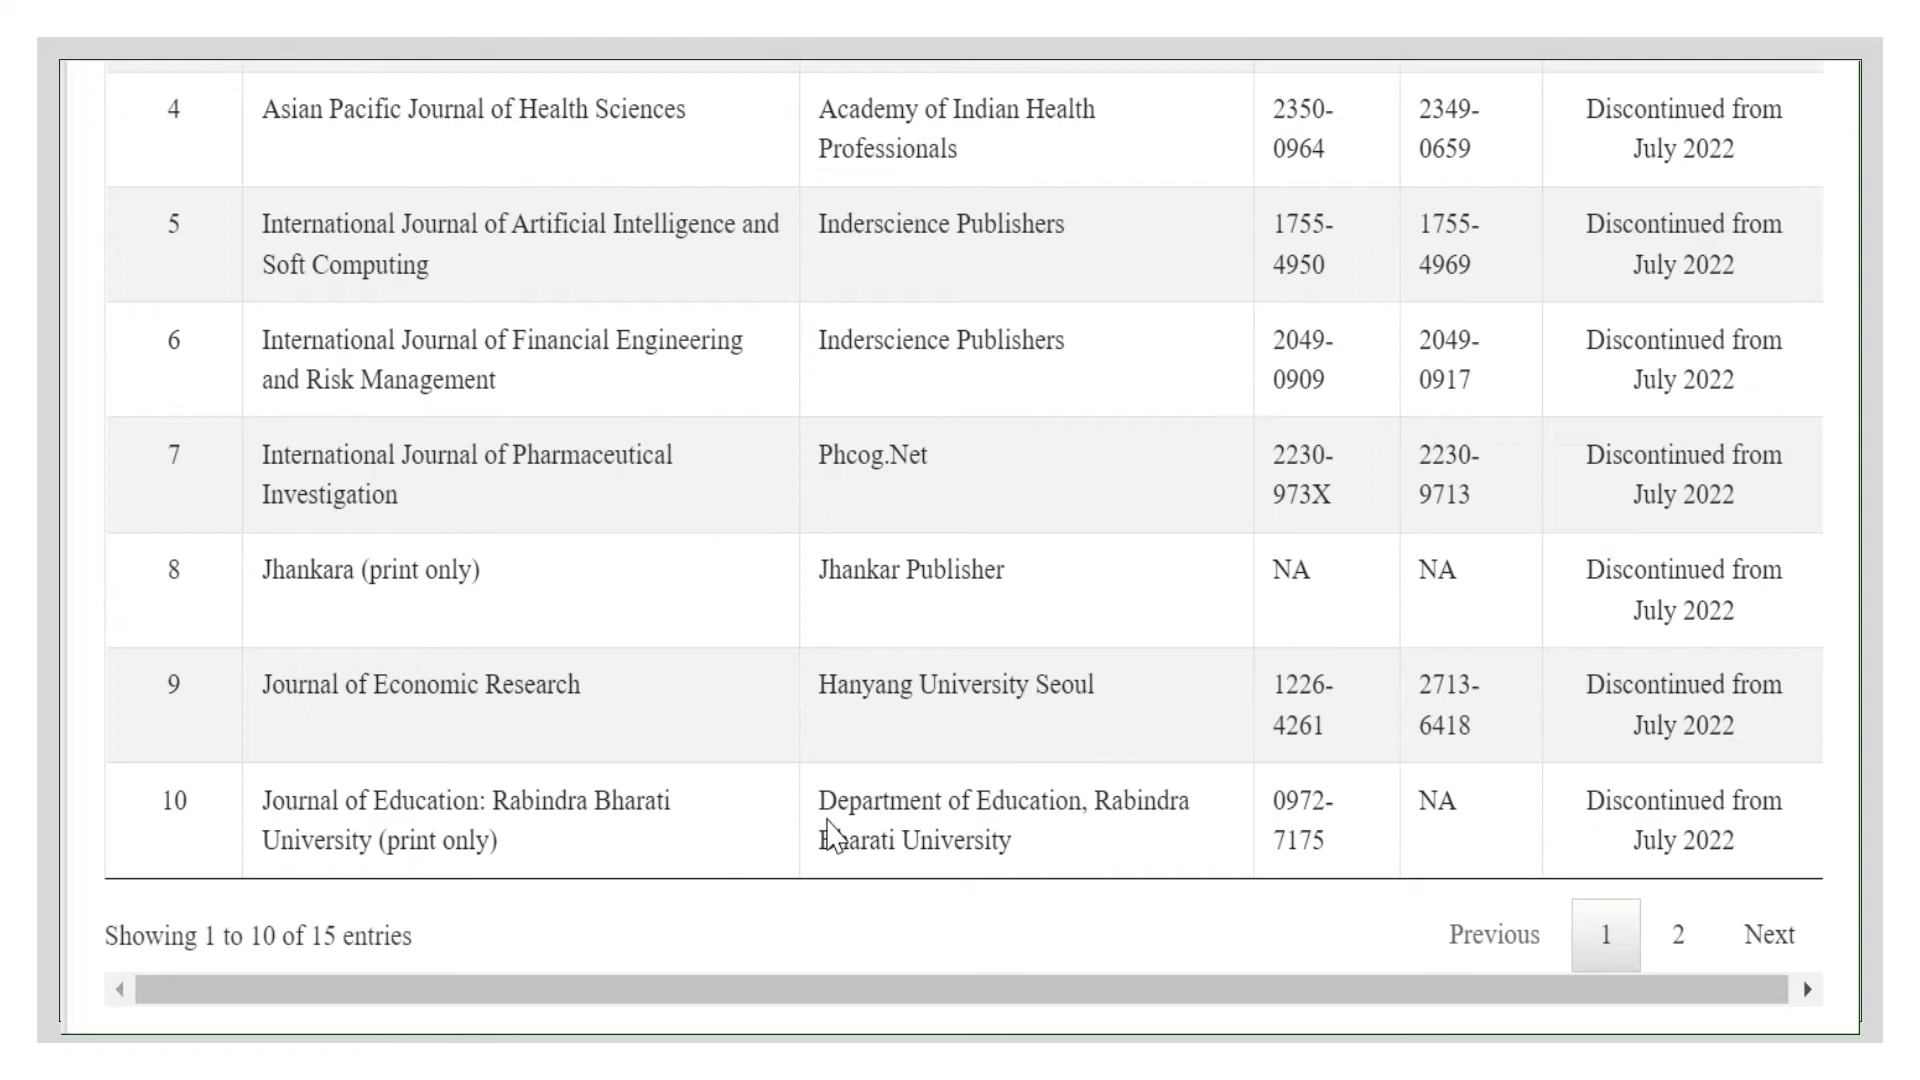 4 Asian Pacific Journal of Health Sciences Academy of Indian Health 2350- 2349- Discontinued from
Professionals 0964 0659 July 2022
5 International Journal of Artificial Intelligence and Inderscience Publishers 1755- 1755- Discontinued from
Soft Computing 4950 4969 July 2022
6 International Journal of Financial Engineering Inderscience Publishers 2049- 2049- Discontinued from
and Risk Management 0909 0917 July 2022
7 International Journal of Pharmaceutical Phcog.Net 2230- 2230- Discontinued from
Investigation 973X 9713 July 2022
8 Jhankara (print only) Jhankar Publisher NA NA Discontinued from
July 2022
9 Journal of Economic Research Hanyang University Seoul 1226- 2713- Discontinued from
4261 6418 July 2022
10 Journal of Education: Rabindra Bharati Department of Education, Rabindra 0972- NA Discontinued from
University (print only) Bharati University 7175 July 2022
Showing 1 to 10 of 15 entries Previous 1 2 Next